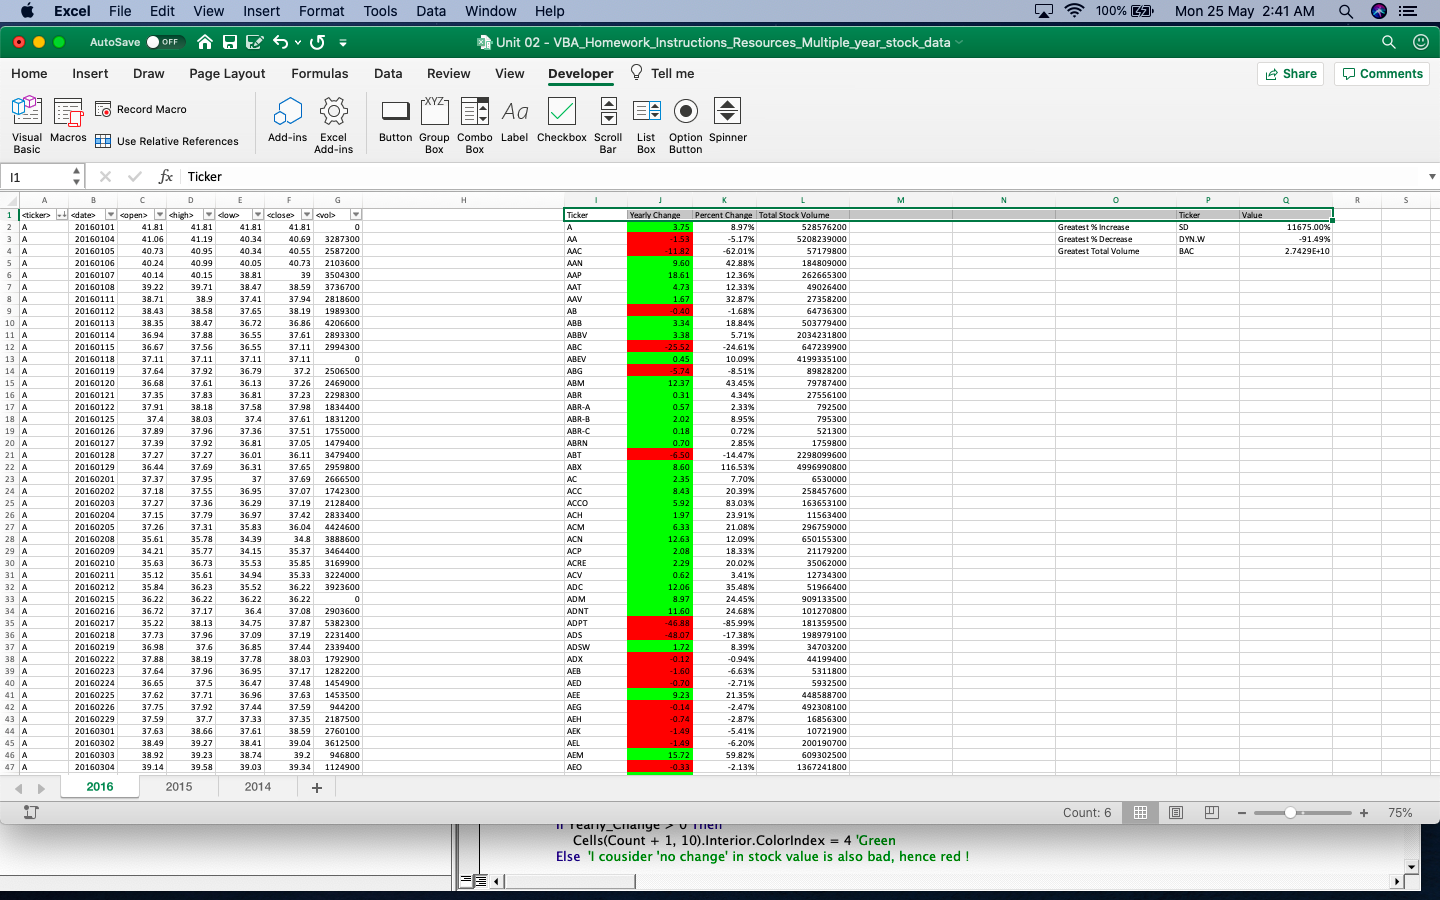 Excel File Edit View Insert Format Tools Data Window Help 100% Mon 25 May 2:41 AM
AutoSave OFF Unit 02 - VBA_Homework_Instructions_Resources_Multiple_year_stock_data
Home Insert Draw Page Layout Formulas Data Review View Developer Tell me Share Comments
Visual Basic Macros Record Macro Use Relative References Add-ins Excel Add-ins Button Group Box Combo Box Label Checkbox Scroll Bar List Box Option Button Spinner
I1 fx Ticker
A B C D E F G H I J K L M N O P Q R S
1 <ticker> <date> <open> <high> <low> <close> <vol> Ticker Yearly Change Percent Change Total Stock Volume Ticker Value
2 A 20160101 41.81 41.81 41.81 41.81 0 A 3.75 8.97% 528576200 Greatest % Increase SD 11675.00%
3 A 20160104 41.06 41.19 40.34 40.69 3287300 AA -1.53 -5.17% 5208239000 Greatest % Decrease DYN.W -91.49%
4 A 20160105 40.73 40.95 40.34 40.55 2587200 AAC -11.82 -62.01% 57179800 Greatest Total Volume BAC 2.7429E+10
5 A 20160106 40.24 40.99 40.05 40.73 2103600 AAN 9.60 42.88% 184809000
6 A 20160107 40.14 40.15 38.81 39 3504300 AAP 18.61 12.36% 262665300
7 A 20160108 39.22 39.71 38.47 38.59 3736700 AAT 4.73 12.33% 49026400
8 A 20160111 38.71 38.9 37.41 37.94 2818600 AAV 1.67 32.87% 27358200
9 A 20160112 38.43 38.58 37.65 38.19 1989300 AB -0.40 -1.68% 64736300
10 A 20160113 38.35 38.47 36.72 36.86 4206600 ABB 3.34 18.84% 503779400
11 A 20160114 36.94 37.88 36.55 37.61 2893300 ABBV 3.38 5.71% 2034231800
12 A 20160115 36.67 37.56 36.55 37.11 2994300 ABC -25.52 -24.61% 647239900
13 A 20160118 37.11 37.11 37.11 37.11 0 ABEV 0.45 10.09% 4199335100
14 A 20160119 37.64 37.92 36.79 37.2 2506500 ABG -5.74 -8.51% 89828200
15 A 20160120 36.68 37.61 36.13 37.26 2469000 ABM 12.37 43.45% 79787400
16 A 20160121 37.35 37.83 36.81 37.23 2298300 ABR 0.31 4.34% 27556100
17 A 20160122 37.91 38.18 37.58 37.98 1834400 ABR-A 0.57 2.33% 792500
18 A 20160125 37.4 38.03 37.4 37.61 1831200 ABR-B 2.02 8.95% 795300
19 A 20160126 37.89 37.96 37.36 37.51 1755000 ABR-C 0.18 0.72% 521300
20 A 20160127 37.39 37.92 36.81 37.05 1479400 ABRN 0.70 2.85% 1759800
21 A 20160128 37.27 37.27 36.01 36.11 3479400 ABT -6.50 -14.47% 2298099600
22 A 20160129 36.44 37.69 36.31 37.65 2959800 ABX 8.60 116.53% 4996990800
23 A 20160201 37.37 37.95 37 37.69 2666500 AC 2.35 7.70% 6530000
24 A 20160202 37.18 37.55 36.95 37.07 1742300 ACC 8.43 20.39% 258457600
25 A 20160203 37.27 37.36 36.29 37.19 2128400 ACCO 5.92 83.03% 163653100
26 A 20160204 37.15 37.79 36.97 37.42 2833400 ACH 1.97 23.91% 11563400
27 A 20160205 37.26 37.31 35.83 36.04 4424600 ACM 6.33 21.08% 296759000
28 A 20160208 35.61 35.78 34.39 34.8 3888600 ACN 12.63 12.09% 650155300
29 A 20160209 34.21 35.77 34.15 35.37 3464400 ACP 2.08 18.33% 21179200
30 A 20160210 35.63 36.73 35.53 35.85 3169900 ACRE 2.29 20.02% 35062000
31 A 20160211 35.12 35.61 34.94 35.33 3224000 ACV 0.62 3.41% 12734300
32 A 20160212 35.84 36.23 35.52 36.22 3923600 ADC 12.06 35.48% 51966400
33 A 20160215 36.22 36.22 36.22 36.22 0 ADM 8.97 24.45% 909133500
34 A 20160216 36.72 37.17 36.4 37.08 2903600 ADNT 11.60 24.68% 101270800
35 A 20160217 35.22 38.13 34.75 37.87 5382300 ADPT -46.88 -85.99% 181359500
36 A 20160218 37.73 37.96 37.09 37.19 2231400 ADS -48.07 -17.38% 198979100
37 A 20160219 36.98 37.6 36.85 37.44 2339400 ADSW 1.72 8.39% 34703200
38 A 20160222 37.88 38.19 37.78 38.03 1792900 ADX -0.12 -0.94% 44199400
39 A 20160223 37.64 37.96 36.95 37.17 1282200 AEB -1.60 -6.63% 5311800
40 A 20160224 36.65 37.5 36.47 37.48 1454900 AED -0.70 -2.71% 5932500
41 A 20160225 37.62 37.71 36.96 37.63 1453500 AEE 9.23 21.35% 448588700
42 A 20160226 37.75 37.92 37.44 37.59 944200 AEG -0.14 -2.47% 492308100
43 A 20160229 37.59 37.7 37.33 37.35 2187500 AEH -0.74 -2.87% 16856300
44 A 20160301 37.63 38.66 37.61 38.59 2760100 AEK -1.49 -5.41% 10721900
45 A 20160302 38.49 39.27 38.41 39.04 3612500 AEL -1.49 -6.20% 200190700
46 A 20160303 38.92 39.23 38.74 39.2 946800 AEM 15.72 59.82% 609302500
47 A 20160304 39.14 39.58 39.03 39.34 1124900 AEO -0.33 -2.13% 1367241800
2016 2015 2014
Count: 6 75%
If Yearly_Change > 0 Then
Cells(Count + 1, 10).Interior.ColorIndex = 4 'Green
Else 'I cousider 'no change' in stock value is also bad, hence red !